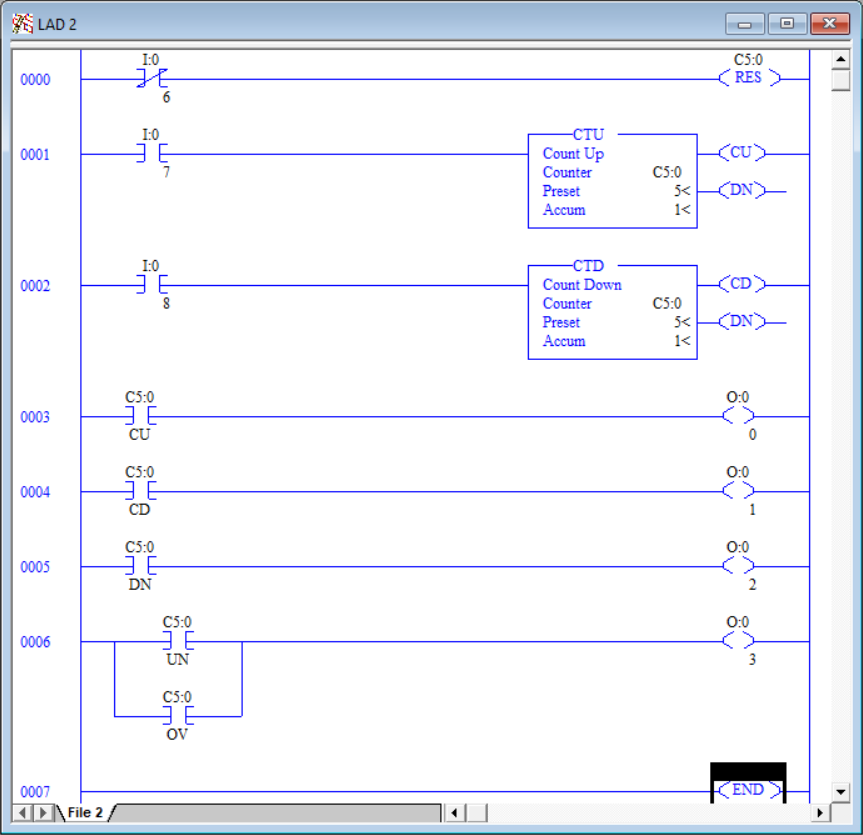 LAD 2
I:0 C5:0
0000 RES
6
I:0 CTU
0001 Count Up CU
7 Counter C5:0
Preset 5< DN
Accum 1<
I:0 CTD
0002 Count Down CD
8 Counter C5:0
Preset 5< DN
Accum 1<
C5:0 O:0
0003
CU 0
C5:0 O:0
0004
CD 1
C5:0 O:0
0005
DN 2
C5:0 O:0
0006
UN 3
C5:0
OV
0007 END
File 2